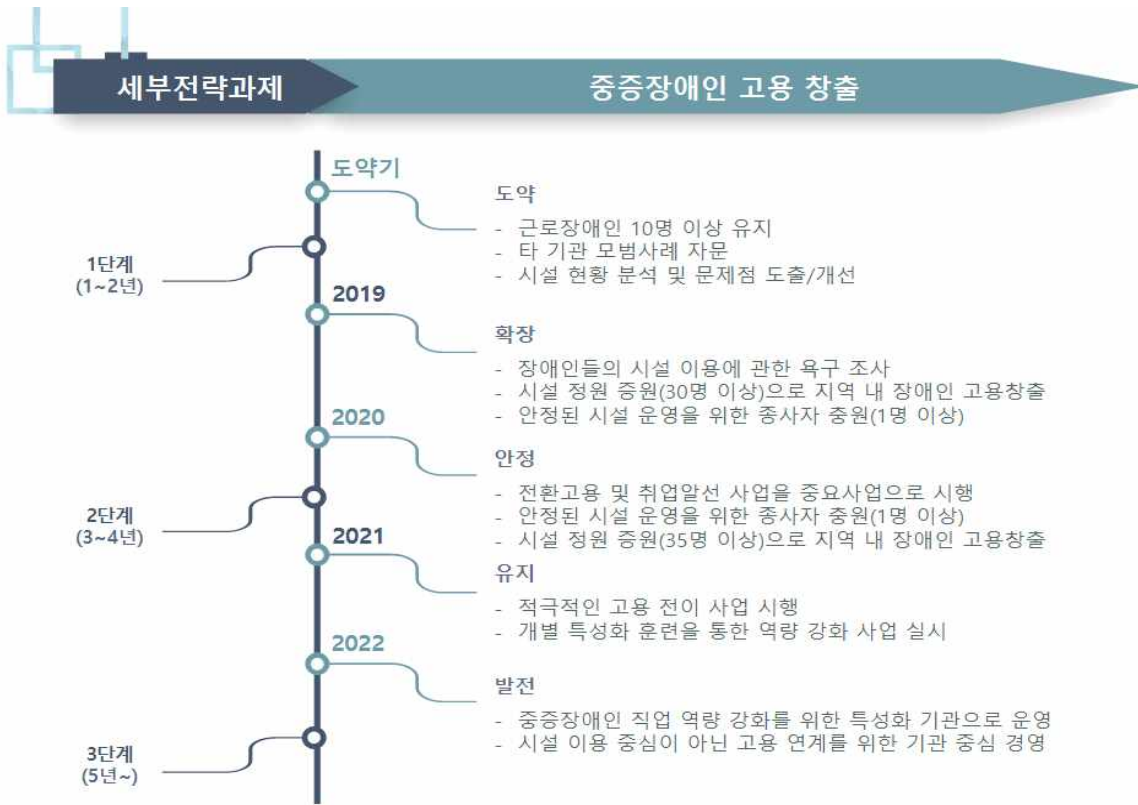 세부전략과제
중증장애인 고용 창출
도약기
도약
- 근로장애인 10명 이상 유지
- 타 기관 모범사례 자문
- 시설 현황 분석 및 문제점 도출/개선
1단계
(1~2년)
2019
확장
- 장애인들의 시설 이용에 관한 욕구 조사
- 시설 정원 증원(30명 이상)으로 지역 내 장애인 고용창출
- 안정된 시설 운영을 위한 종사자 충원(1명 이상)
2020
안정
- 전환고용 및 취업알선 사업을 중요사업으로 시행
- 안정된 시설 운영을 위한 종사자 충원(1명 이상)
- 시설 정원 증원(35명 이상)으로 지역 내 장애인 고용창출
2단계
(3~4년)
2021
유지
- 적극적인 고용 전이 사업 시행
- 개별 특성화 훈련을 통한 역량 강화 사업 실시
2022
발전
- 중증장애인 직업 역량 강화를 위한 특성화 기관으로 운영
- 시설 이용 중심이 아닌 고용 연계를 위한 기관 중심 경영
3단계
(5년~)